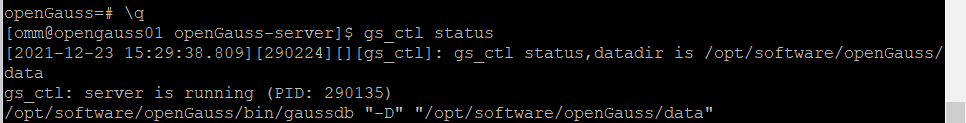 openGauss=# \q
[omm@opengauss01 openGauss-server]$ gs_ctl status
[2021-12-23 15:29:38.809][290224][][gs_ctl]: gs_ctl status,datadir is /opt/software/openGauss/
data
gs_ctl: server is running (PID: 290135)
/opt/software/openGauss/bin/gaussdb "-D" "/opt/software/openGauss/data"